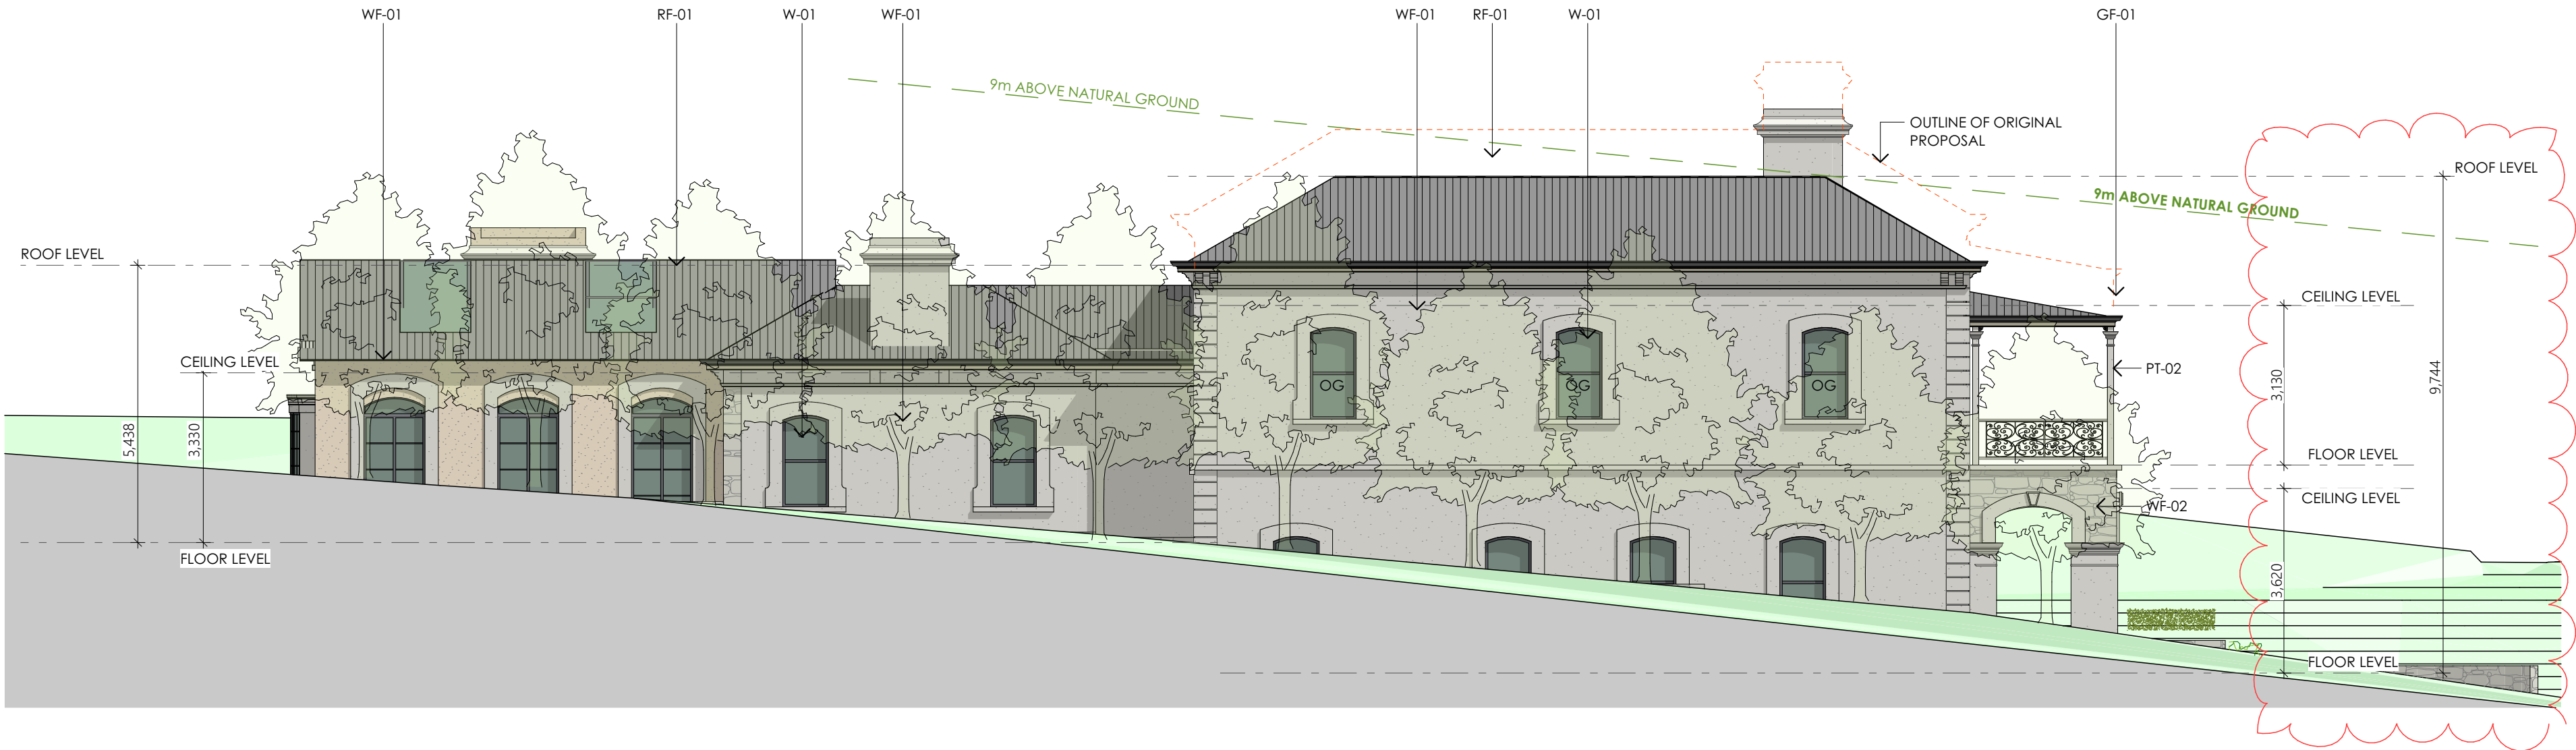 WF-01
RF-01
W-01
WF-01
WF-01
RF-01
W-01
GF-01
9m ABOVE NATURAL GROUND
OUTLINE OF ORIGINAL
PROPOSAL
ROOF LEVEL
9m ABOVE NATURAL GROUND
ROOF LEVEL
CEILING LEVEL
CEILING LEVEL
PT-02
OG
OG
OG
3,130
9,744
5,438
3,330
FLOOR LEVEL
CEILING LEVEL
WF-02
FLOOR LEVEL
3,620
FLOOR LEVEL